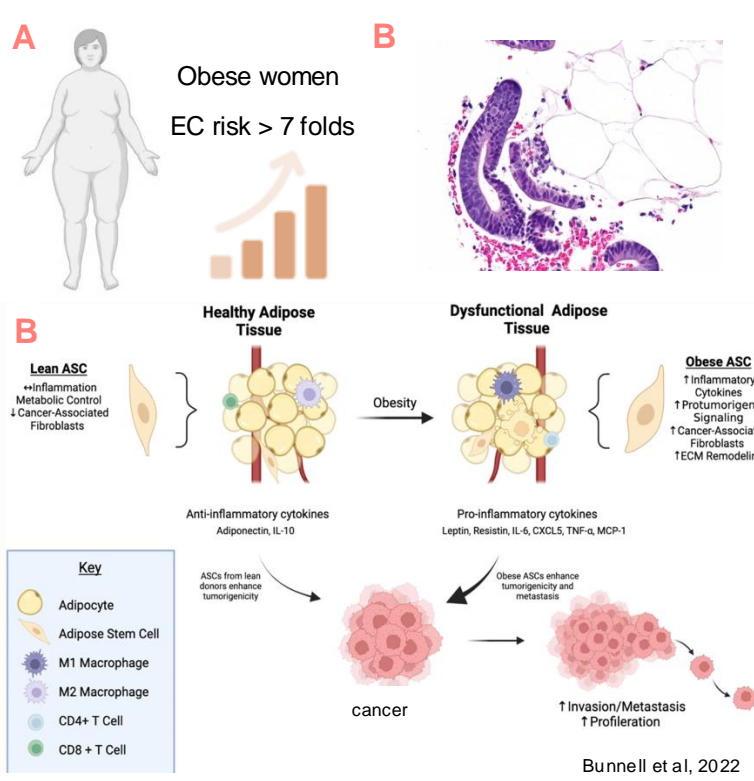 A
Obese women
EC risk > 7 folds
B
B
Healthy Adipose
Tissue
Dysfunctional Adipose
Tissue
Lean ASC
↔Inflammation
Metabolic Control
↓Cancer-Associated
Fibroblasts
Obesity
Obese ASC
↑Inflammatory
Cytokines
↑Protumorigen
Signaling
↑Cancer-Associat
Fibroblasts
↑ECM Remodelin
Anti-inflammatory cytokines
Adiponectin, IL-10
Pro-inflammatory cytokines
Leptin, Resistin, IL-6, CXCL5, TNF-α, MCP-1
ASCs from lean
donors enhance
tumorigenicity
Obese ASCs enhance
tumorigenicity and
metastasis
Key
Adipocyte
Adipose Stem Cell
M1 Macrophage
M2 Macrophage
CD4+ T Cell
CD8 + T Cell
cancer
↑Invasion/Metastasis
↑Profileration
Bunnell et al, 2022